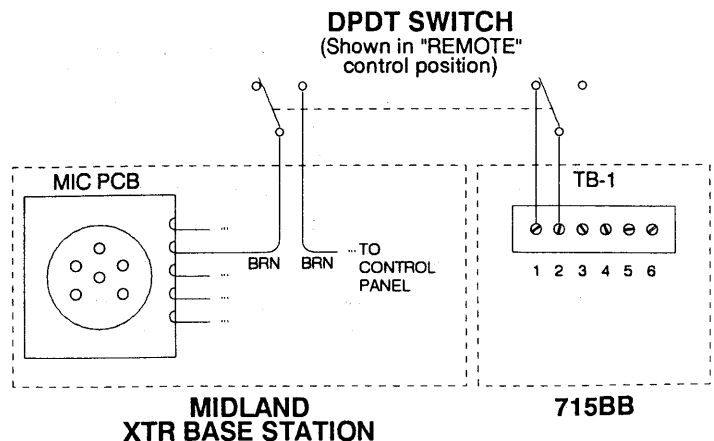 DPDT SWITCH
(Shown in "REMOTE"
control position)
MIC PCB
TB-1
...
BRN
BRN
... TO
CONTROL
PANEL
...
...
...
1 2 3 4 5 6
MIDLAND
XTR BASE STATION
715BB